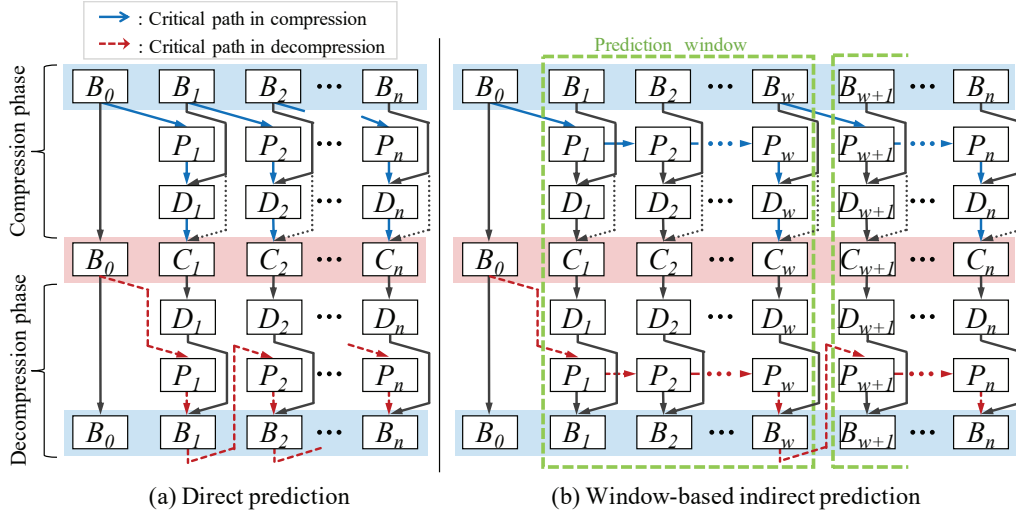 : Critical path in compression
: Critical path in decompression
Prediction window
Compression phase
Decompression phase
B0 B1 B2 ••• Bn
P1 P2 ••• Pn
D1 D2 ••• Dn
B0 C1 C2 ••• Cn
D1 D2 ••• Dn
P1 P2 ••• Pn
B0 B1 B2 ••• Bn
(a) Direct prediction
B0 B1 B2 ••• Bw Bw+1 ••• Bn
P1 P2 ••• Pw Pw+1 ••• Pn
D1 D2 ••• Dw Dw+1 ••• Dn
B0 C1 C2 ••• Cw Cw+1 ••• Cn
D1 D2 ••• Dw Dw+1 ••• Dn
P1 P2 ••• Pw Pw+1 ••• Pn
B0 B1 B2 ••• Bw Bw+1 ••• Bn
(b) Window-based indirect prediction